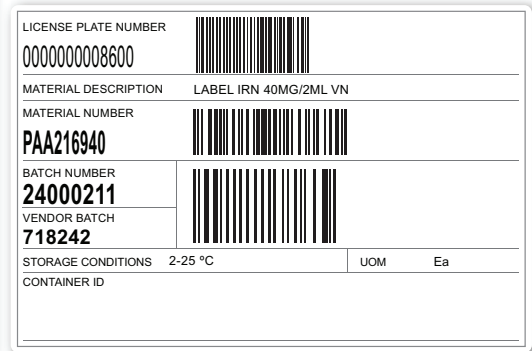 LICENSE PLATE NUMBER
0000000008600
MATERIAL DESCRIPTION LABEL IRN 40MG/2ML VN
MATERIAL NUMBER
PAA216940
BATCH NUMBER
24000211
VENDOR BATCH
718242
STORAGE CONDITIONS 2-25 ºC UOM Ea
CONTAINER ID